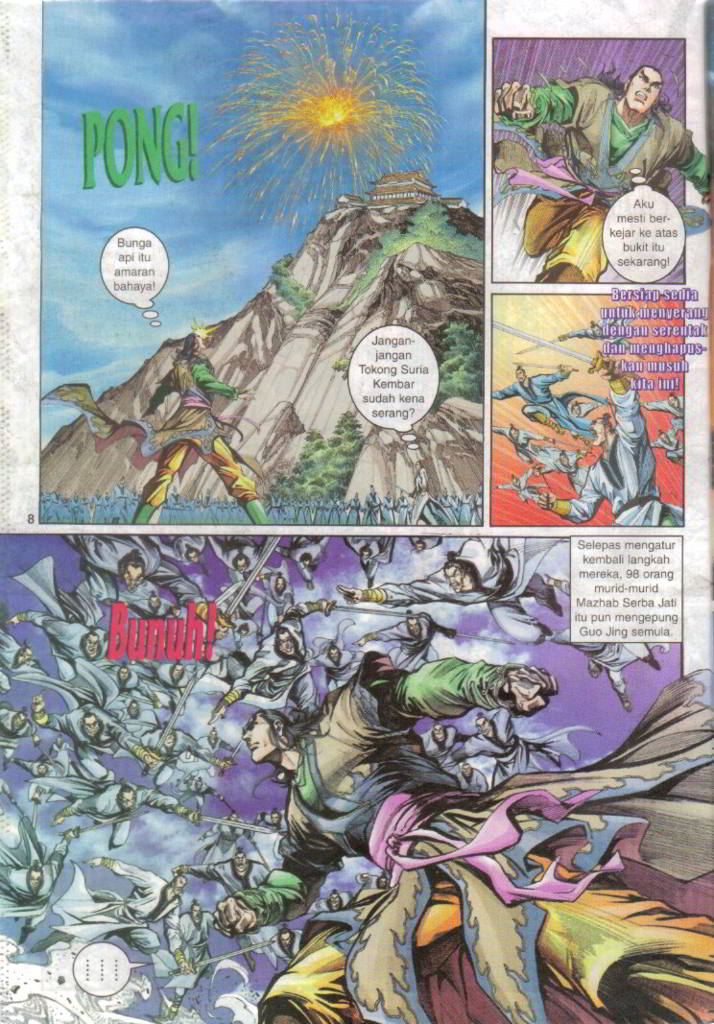 PONG!
Bunga
api itu
amaran
bahaya!
Jangan-
jangan
Tokong Suria
Kembar
sudah kena
serang?
Aku
mesti ber-
kejar ke atas
bukit itu
sekarang!
Bersiap sedia
untuk menyerang
dengan serentak
dan menghapus-
kan musuh
kita ini!
8
Selepas mengatur
kembali langkah
mereka, 98 orang
murid-murid
Mazhab Serba Jati
itu pun mengepung
Guo Jing semula.
Bunuh!